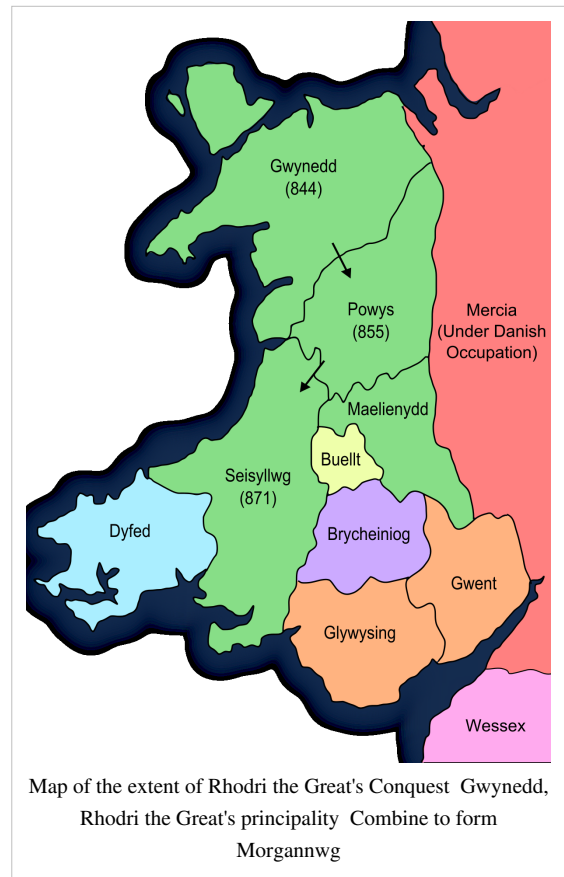 Gwynedd
(844)
Powys
(855)
Mercia
(Under Danish
Occupation)
Maelienydd
Buellt
Seisyllwg
(871)
Dyfed
Brycheiniog
Gwent
Glywysing
Wessex
Map of the extent of Rhodri the Great's Conquest Gwynedd,
Rhodri the Great's principality Combine to form
Morgannwg